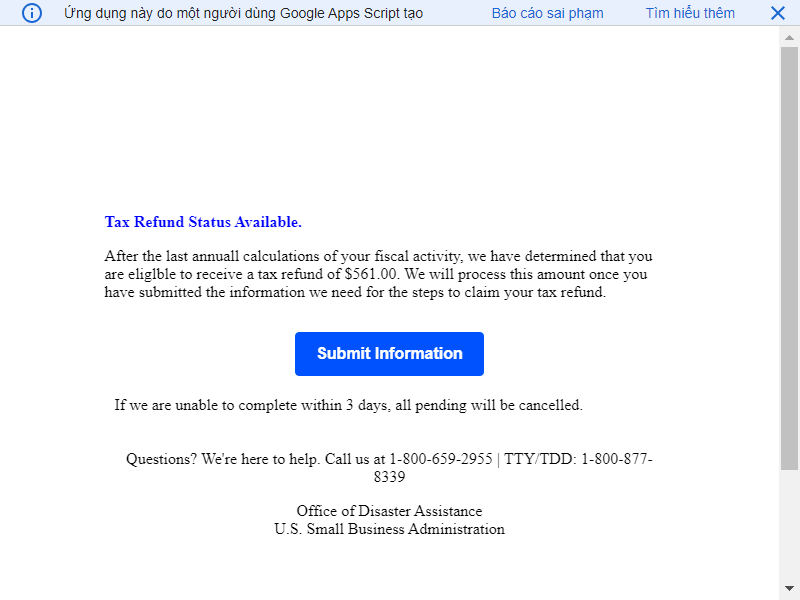 Ứng dụng này do một người dùng Google Apps Script tạo
Báo cáo sai phạm
Tìm hiểu thêm
Tax Refund Status Available.
After the last annuall calculations of your fiscal activity, we have determined that you
are eliglble to receive a tax refund of $561.00. We will process this amount once you
have submitted the information we need for the steps to claim your tax refund.
Submit Information
If we are unable to complete within 3 days, all pending will be cancelled.
Questions? We're here to help. Call us at 1-800-659-2955 | TTY/TDD: 1-800-877-
8339
Office of Disaster Assistance
U.S. Small Business Administration